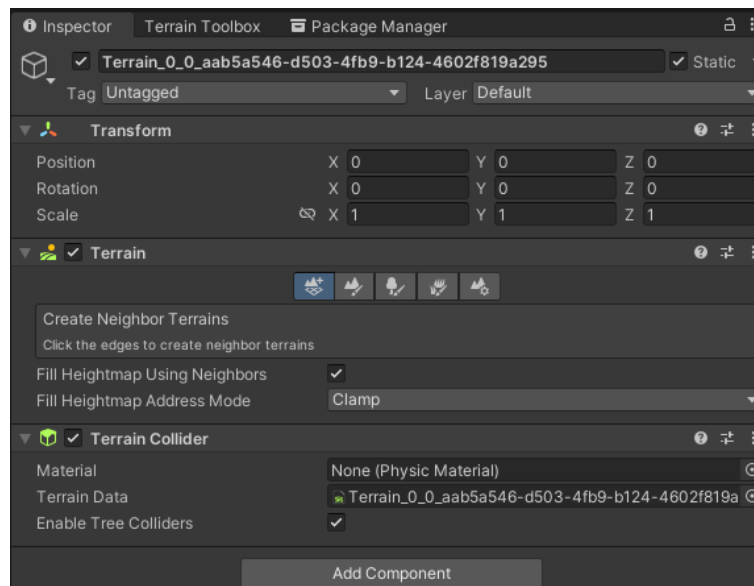 Inspector Terrain Toolbox Package Manager
Terrain_0_0_aab5a546-d503-4fb9-b124-4602f819a295 Static
Tag Untagged Layer Default
Transform
Position X 0 Y 0 Z 0
Rotation X 0 Y 0 Z 0
Scale X 1 Y 1 Z 1
Terrain
Create Neighbor Terrains
Click the edges to create neighbor terrains
Fill Heightmap Using Neighbors
Fill Heightmap Address Mode Clamp
Terrain Collider
Material None (Physic Material)
Terrain Data Terrain_0_0_aab5a546-d503-4fb9-b124-4602f819a
Enable Tree Colliders
Add Component